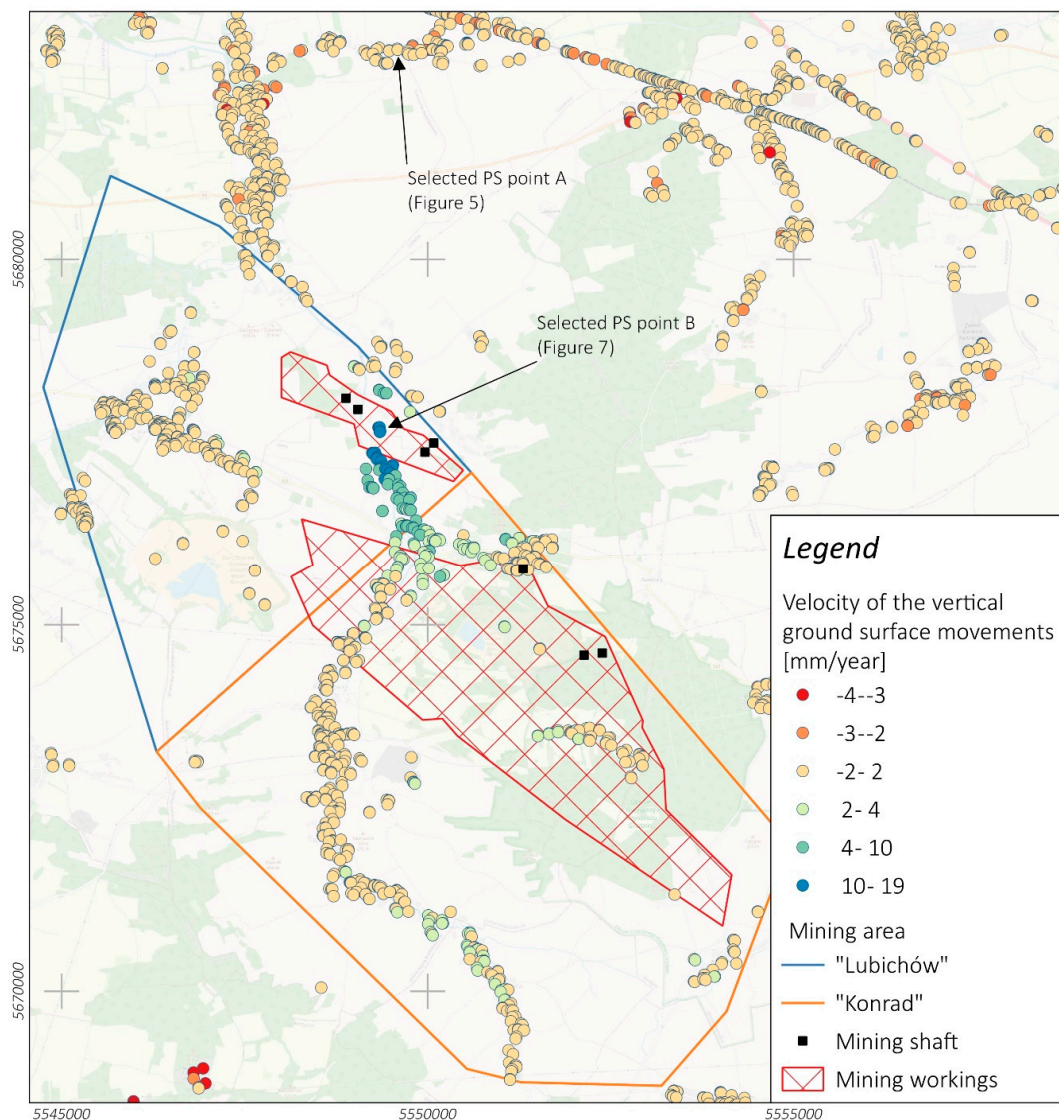 Selected PS point A
(Figure 5)
5680000
Selected PS point B
(Figure 7)
5675000
5670000
Legend
Velocity of the vertical
ground surface movements
[mm/year]
-4--3
-3--2
-2- 2
2- 4
4- 10
10- 19
Mining area
"Lubichów"
"Konrad"
Mining shaft
Mining workings
5545000
5550000
5555000